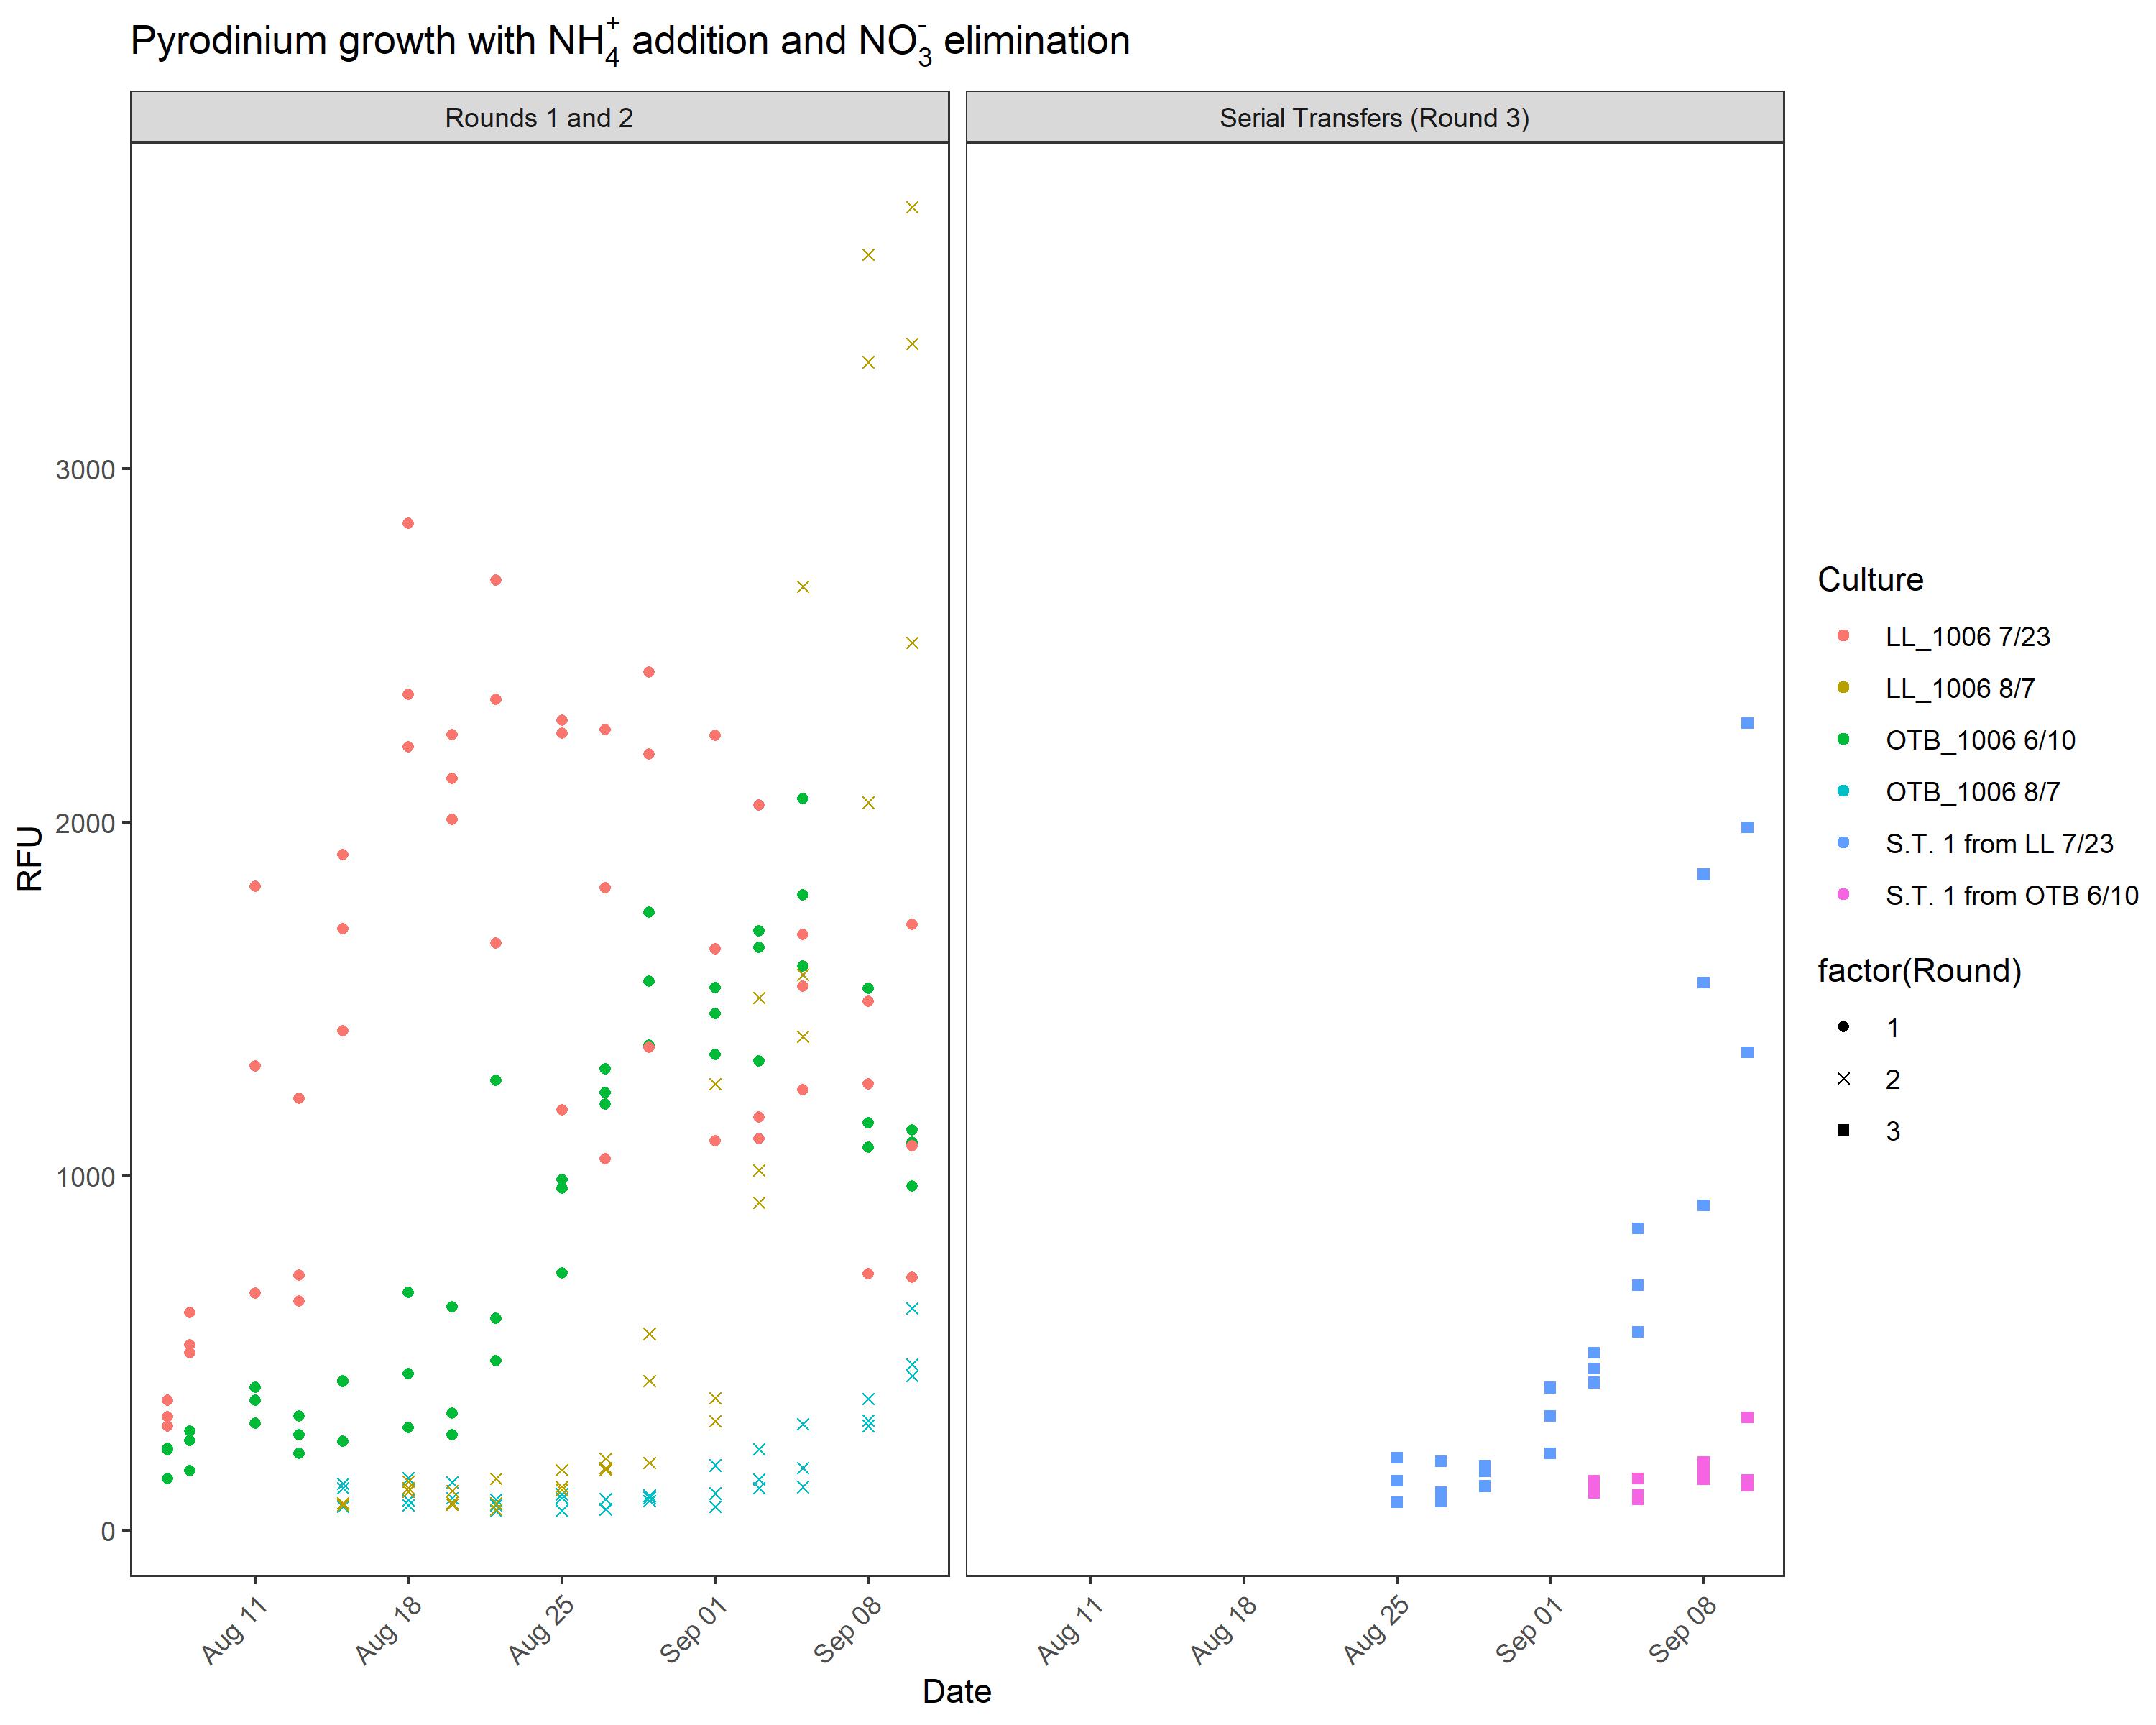 Pyrodinium growth with NH₄⁺ addition and NO₃⁻ elimination
Rounds 1 and 2
Serial Transfers (Round 3)
RFU
3000
2000
1000
0
Aug 11
Aug 18
Aug 25
Sep 01
Sep 08
Aug 11
Aug 18
Aug 25
Sep 01
Sep 08
Date
Culture
LL_1006 7/23
LL_1006 8/7
OTB_1006 6/10
OTB_1006 8/7
S.T. 1 from LL 7/23
S.T. 1 from OTB 6/10
factor(Round)
1
2
3